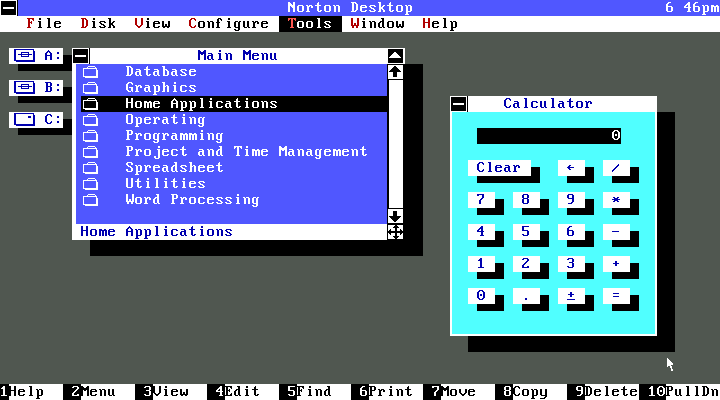 Norton Desktop 6 46pm
File Disk View Configure Tools Window Help
A:
B:
C:
Main Menu
Database
Graphics
Home Applications
Operating
Programming
Project and Time Management
Spreadsheet
Utilities
Word Processing
Home Applications
Calculator
0
Clear ← /
7 8 9 *
4 5 6 -
1 2 3 +
0 . ± =
1Help 2Menu 3View 4Edit 5Find 6Print 7Move 8Copy 9Delete 10PullDn